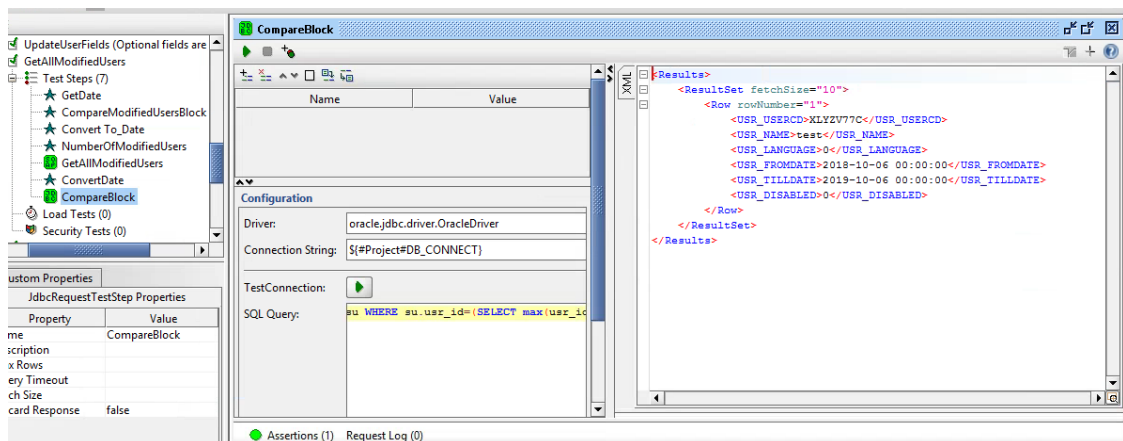 UpdateUserFields (Optional fields are
GetAllModifiedUsers
Test Steps (7)
GetDate
CompareModifiedUsersBlock
Convert To_Date
NumberOfModifiedUsers
GetAllModifiedUsers
ConvertDate
CompareBlock
Load Tests (0)
Security Tests (0)
ustom Properties
JdbcRequestTestStep Properties
Property Value
me CompareBlock
scription
x Rows
ery Timeout
ch Size
card Response false
CompareBlock
Name Value
Configuration
Driver: oracle.jdbc.driver.OracleDriver
Connection String: ${#Project#DB_CONNECT}
TestConnection:
SQL Query: su WHERE su.usr_id=(SELECT max(usr_id
XML
<Results>
<ResultSet fetchSize="10">
<Row rowNumber="1">
<USR_USERCD>XLYZV77C</USR_USERCD>
<USR_NAME>test</USR_NAME>
<USR_LANGUAGE>0</USR_LANGUAGE>
<USR_FROMDATE>2018-10-06 00:00:00</USR_FROMDATE>
<USR_TILLDATE>2019-10-06 00:00:00</USR_TILLDATE>
<USR_DISABLED>0</USR_DISABLED>
</Row>
</ResultSet>
</Results>
Assertions (1) Request Log (0)